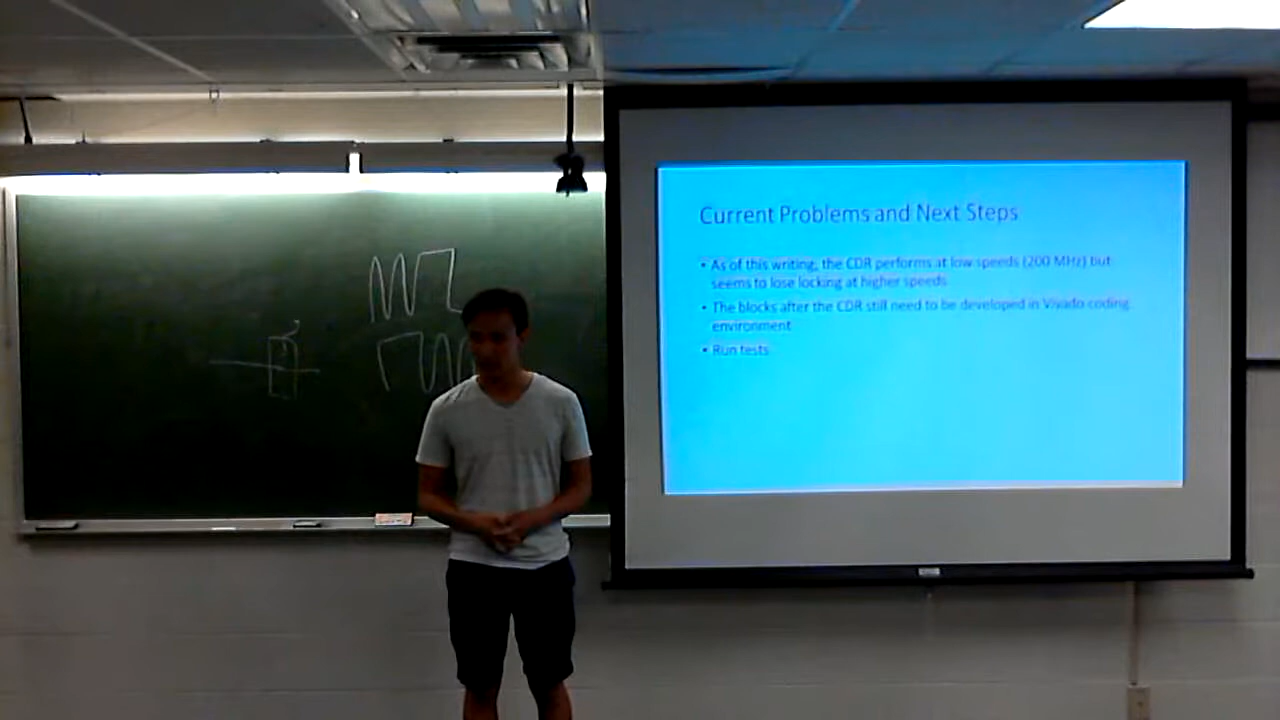 Current Problems and Next Steps
• As of this writing, the CDR performs at low speeds (200 MHz) but
seems to lose locking at higher speeds
• The blocks after the CDR still need to be developed in Vivado coding
environment
• Run tests